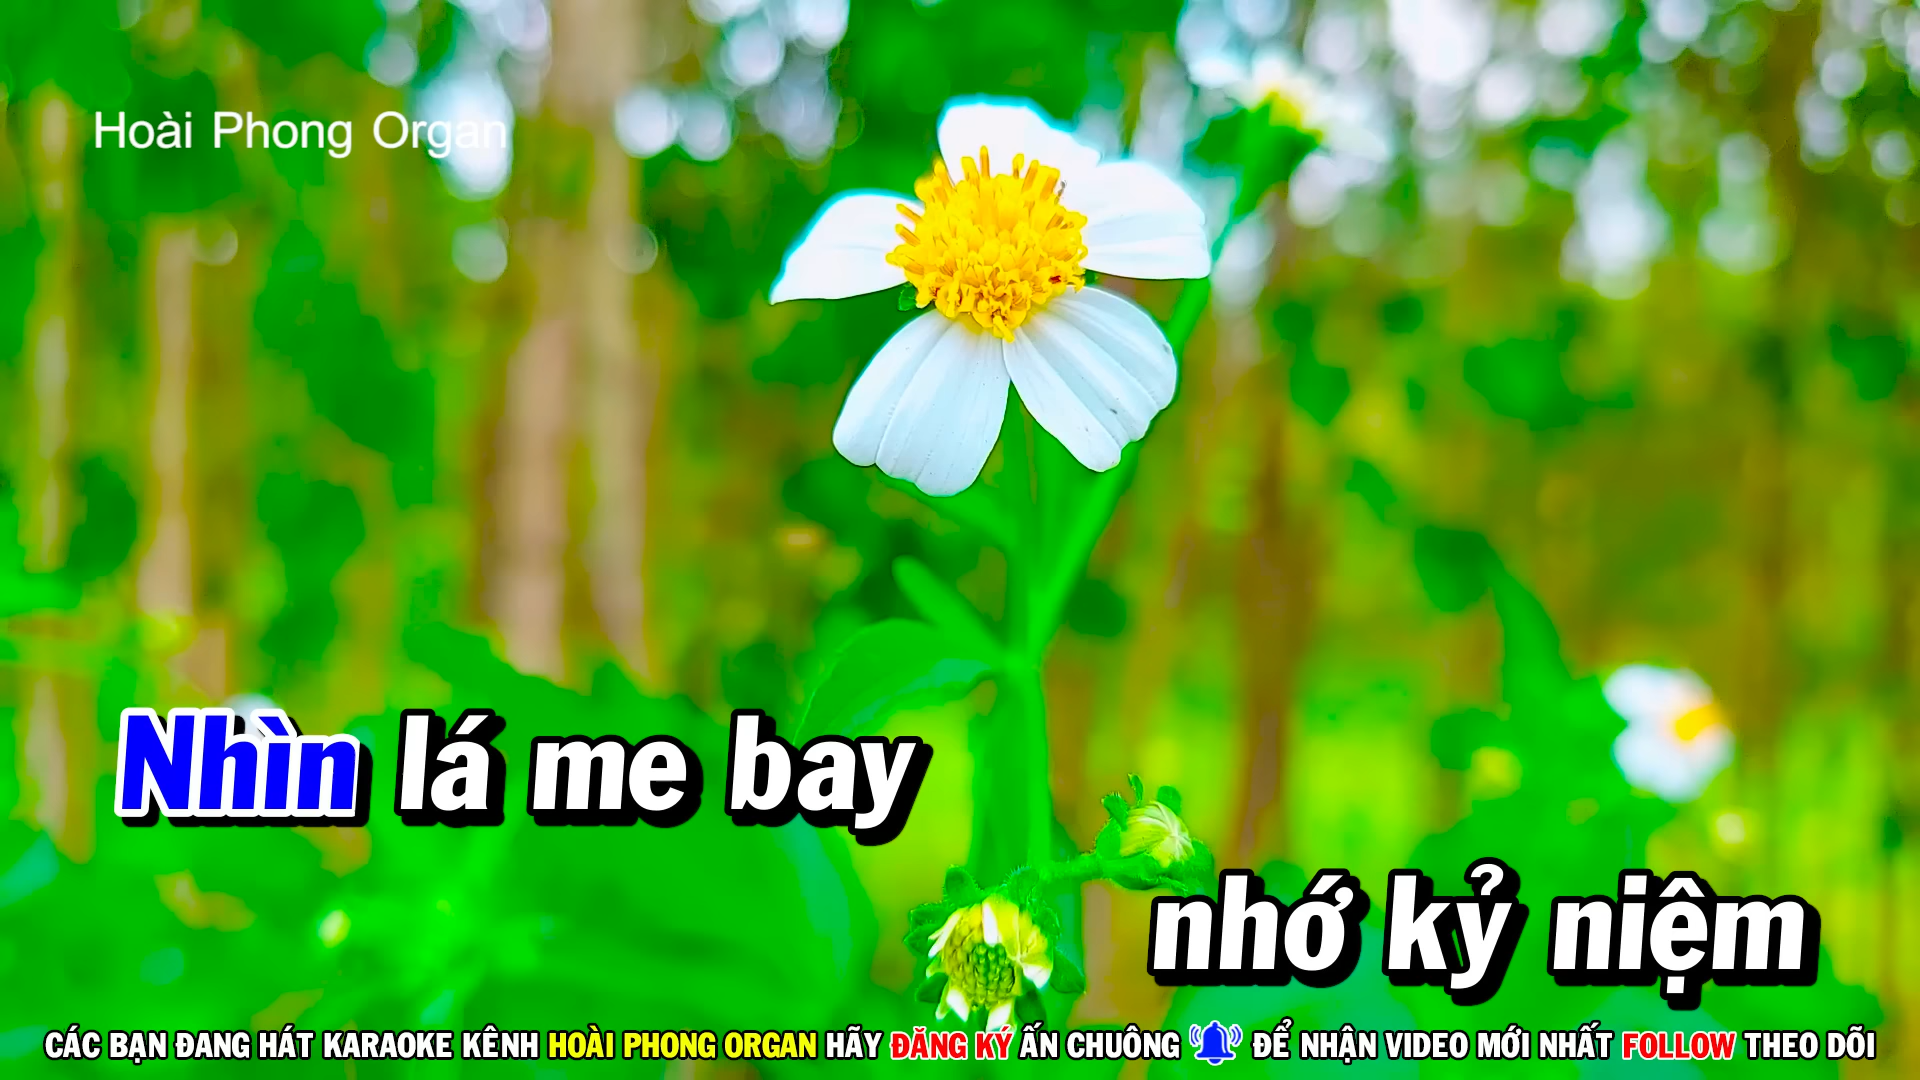 Hoài Phong Organ
Nhìn lá me bay
nhớ kỷ niệm
CÁC BẠN ĐANG HÁT KARAOKE KÊNH HOÀI PHONG ORGAN HÃY ĐĂNG KÝ ẤN CHUÔNG ĐỂ NHẬN VIDEO MỚI NHẤT FOLLOW THEO DÕI